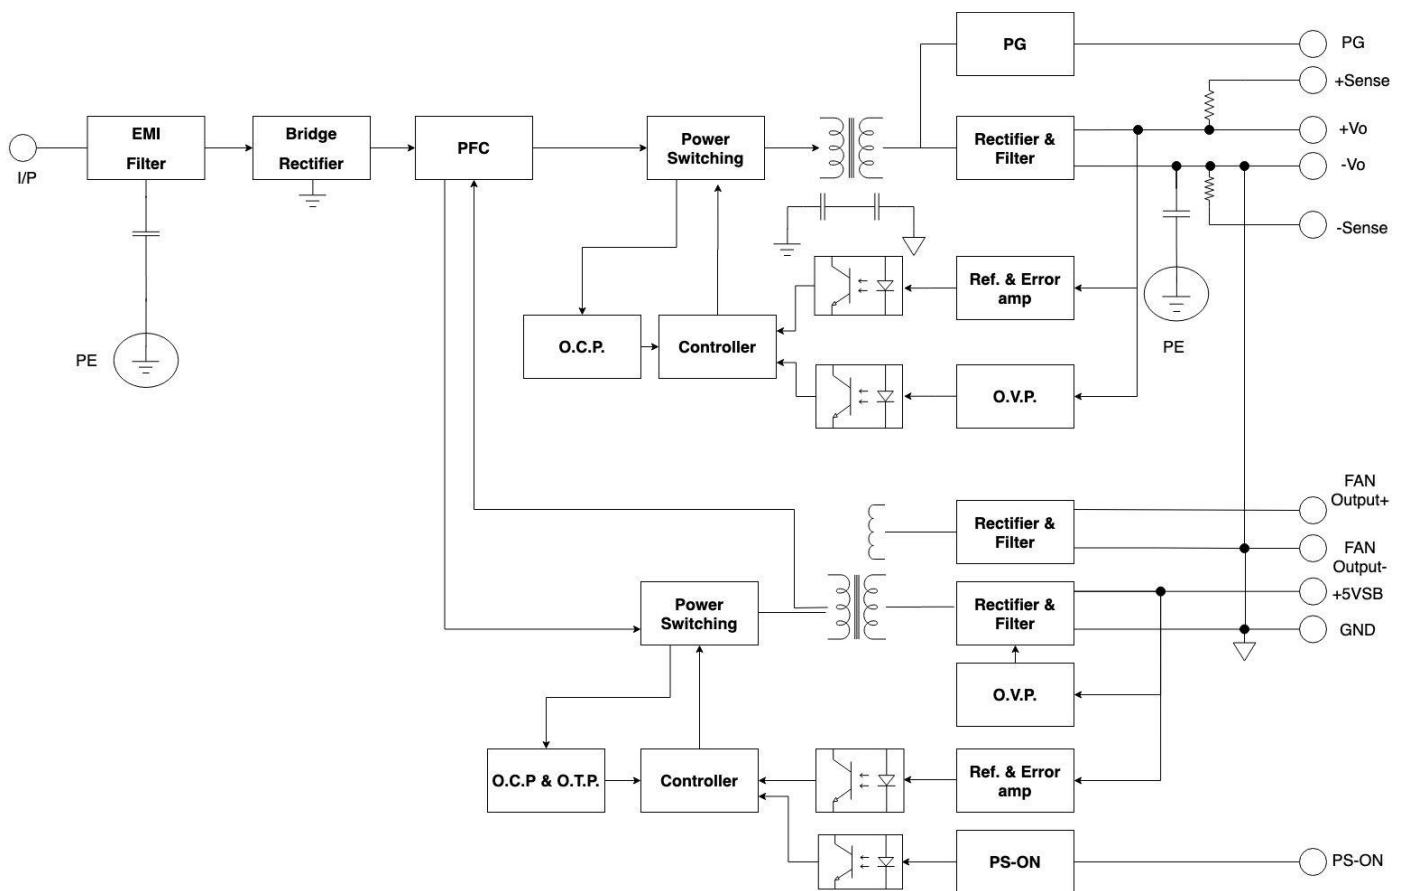 PG
PG
+Sense
EMI
Filter
Bridge
Rectifier
PFC
Power
Switching
Rectifier &
Filter
+Vo
-Vo
I/P
-Sense
Ref. & Error
amp
O.C.P.
Controller
PE
PE
O.V.P.
FAN
Output+
Rectifier &
Filter
FAN
Output-
Power
Switching
Rectifier &
Filter
+5VSB
GND
O.V.P.
O.C.P & O.T.P.
Controller
Ref. & Error
amp
PS-ON
PS-ON